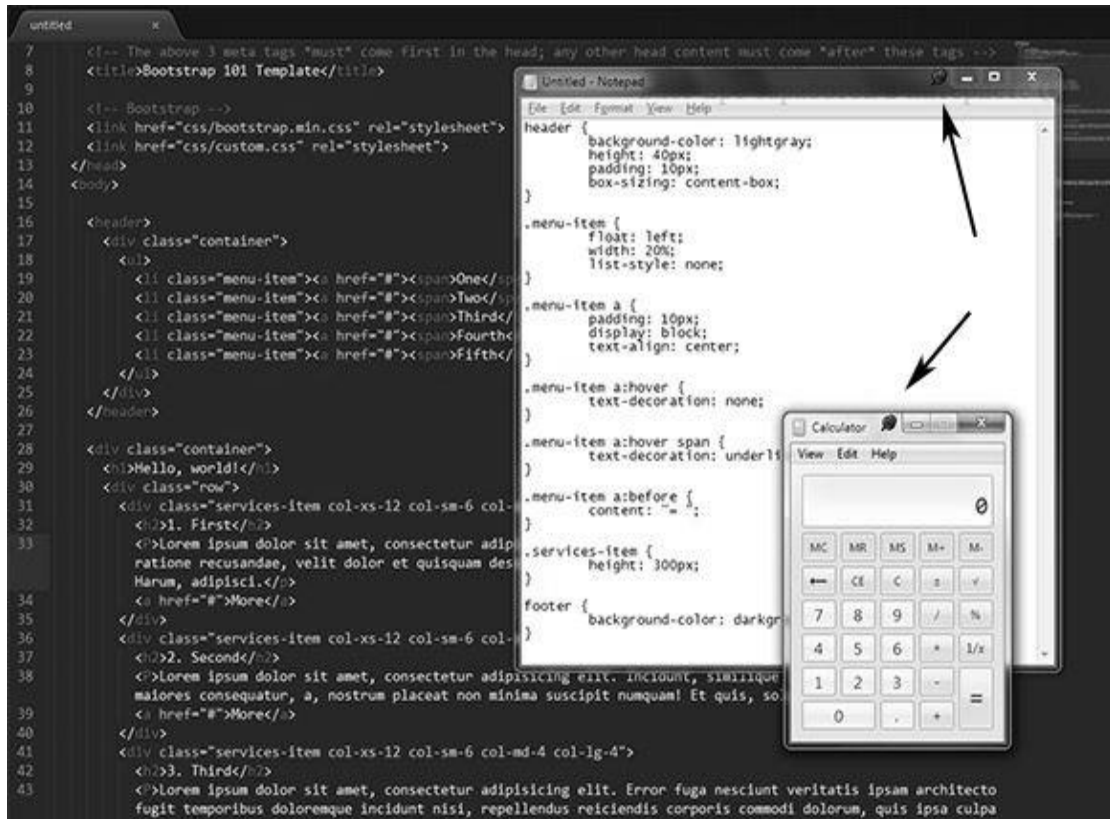 untitled x
7 <!-- The above 3 meta tags *must* come first in the head; any other head content must come *after* these tags -->
8 <title>Bootstrap 101 Template</title>
9
10 <!-- Bootstrap -->
11 <link href="css/bootstrap.min.css" rel="stylesheet">
12 <link href="css/custom.css" rel="stylesheet">
13 </head>
14 <body>
15
16 <header>
17 <div class="container">
18 <ul>
19 <li class="menu-item"><a href="#"><span>One</sp
20 <li class="menu-item"><a href="#"><span>Two</sp
21 <li class="menu-item"><a href="#"><span>Third</
22 <li class="menu-item"><a href="#"><span>Fourth<
23 <li class="menu-item"><a href="#"><span>Fifth</
24 </ul>
25 </div>
26 </header>
27
28 <div class="container">
29 <h1>Hello, world!</h1>
30 <div class="row">
31 <div class="services-item col-xs-12 col-sm-6 col-m
32 <h2>1. First</h2>
33 <P>Lorem ipsum dolor sit amet, consectetur adip
ratione recusandae, velit dolor et quisquam des
Harum, adipisci.</p>
34 <a href="#">More</a>
35 </div>
36 <div class="services-item col-xs-12 col-sm-6 col-m
37 <h2>2. Second</h2>
38 <P>Lorem ipsum dolor sit amet, consectetur adipisicing elit. Incidunt, similique
maiores consequatur, a, nostrum placeat non minima suscipit numquam! Et quis, sol
39 <a href="#">More</a>
40 </div>
41 <div class="services-item col-xs-12 col-sm-6 col-md-4 col-lg-4">
42 <h2>3. Third</h2>
43 <P>Lorem ipsum dolor sit amet, consectetur adipisicing elit. Error fuga nesciunt veritatis ipsam architecto
fugit temporibus doloremque incidunt nisi, repellendus reiciendis corporis commodi dolorum, quis ipsa culpa
Untitled - Notepad
File Edit Format View Help
header {
background-color: lightgray;
height: 40px;
padding: 10px;
box-sizing: content-box;
}
.menu-item {
float: left;
width: 20%;
list-style: none;
}
.menu-item a {
padding: 10px;
display: block;
text-align: center;
}
.menu-item a:hover {
text-decoration: none;
}
.menu-item a:hover span {
text-decoration: underli
}
.menu-item a:before {
content: "= ";
}
.services-item {
height: 300px;
}
footer {
background-color: darkgr
}
Calculator
View Edit Help
0
MC MR MS M+ M-
← CE C ± √
7 8 9 / %
4 5 6 * 1/x
1 2 3 - =
0 . +